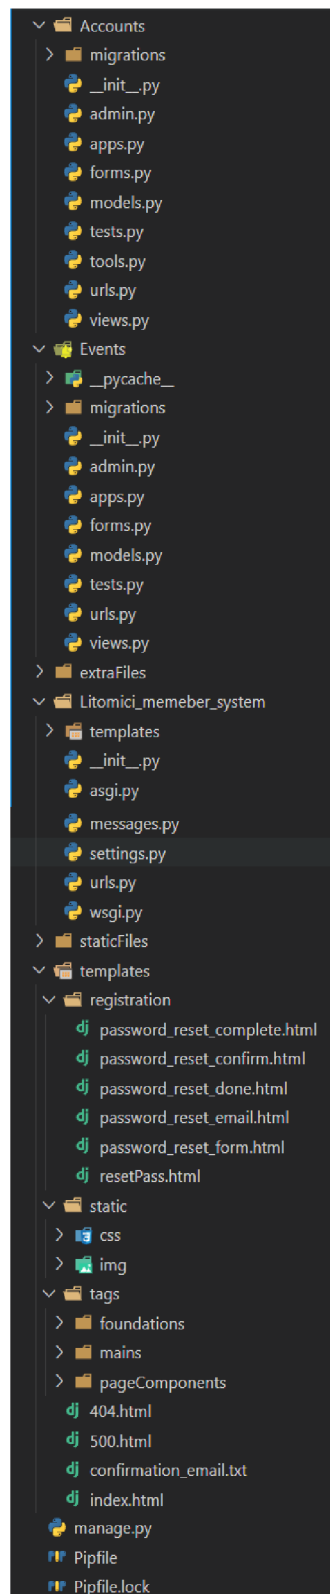 Accounts
migrations
__init__.py
admin.py
apps.py
forms.py
models.py
tests.py
tools.py
urls.py
views.py
Events
__pycache__
migrations
__init__.py
admin.py
apps.py
forms.py
models.py
tests.py
urls.py
views.py
extraFiles
Litomici_memeber_system
templates
__init__.py
asgi.py
messages.py
settings.py
urls.py
wsgi.py
staticFiles
templates
registration
password_reset_complete.html
password_reset_confirm.html
password_reset_done.html
password_reset_email.html
password_reset_form.html
resetPass.html
static
css
img
tags
foundations
mains
pageComponents
404.html
500.html
confirmation_email.txt
index.html
manage.py
Pipfile
Pipfile.lock